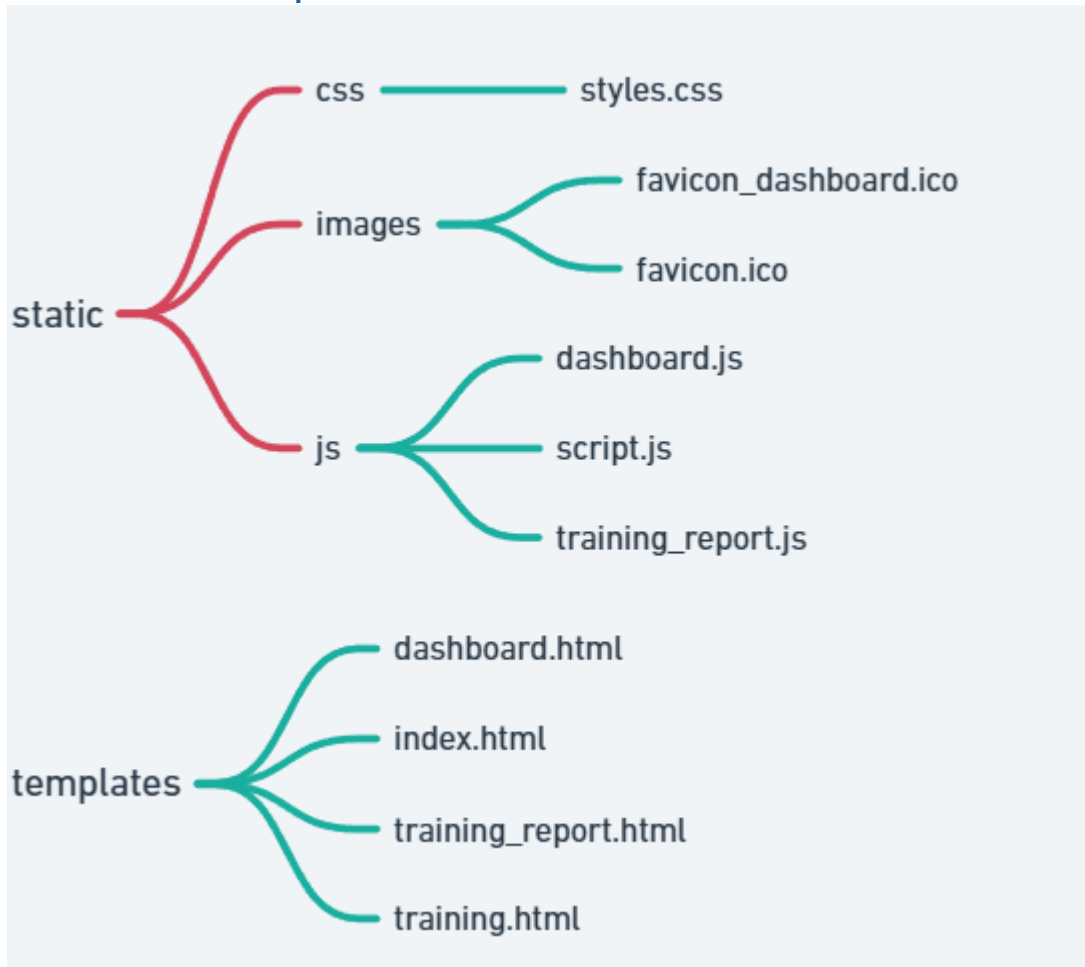 css
styles.css
images
favicon_dashboard.ico
favicon.ico
static
js
dashboard.js
script.js
training_report.js
templates
dashboard.html
index.html
training_report.html
training.html